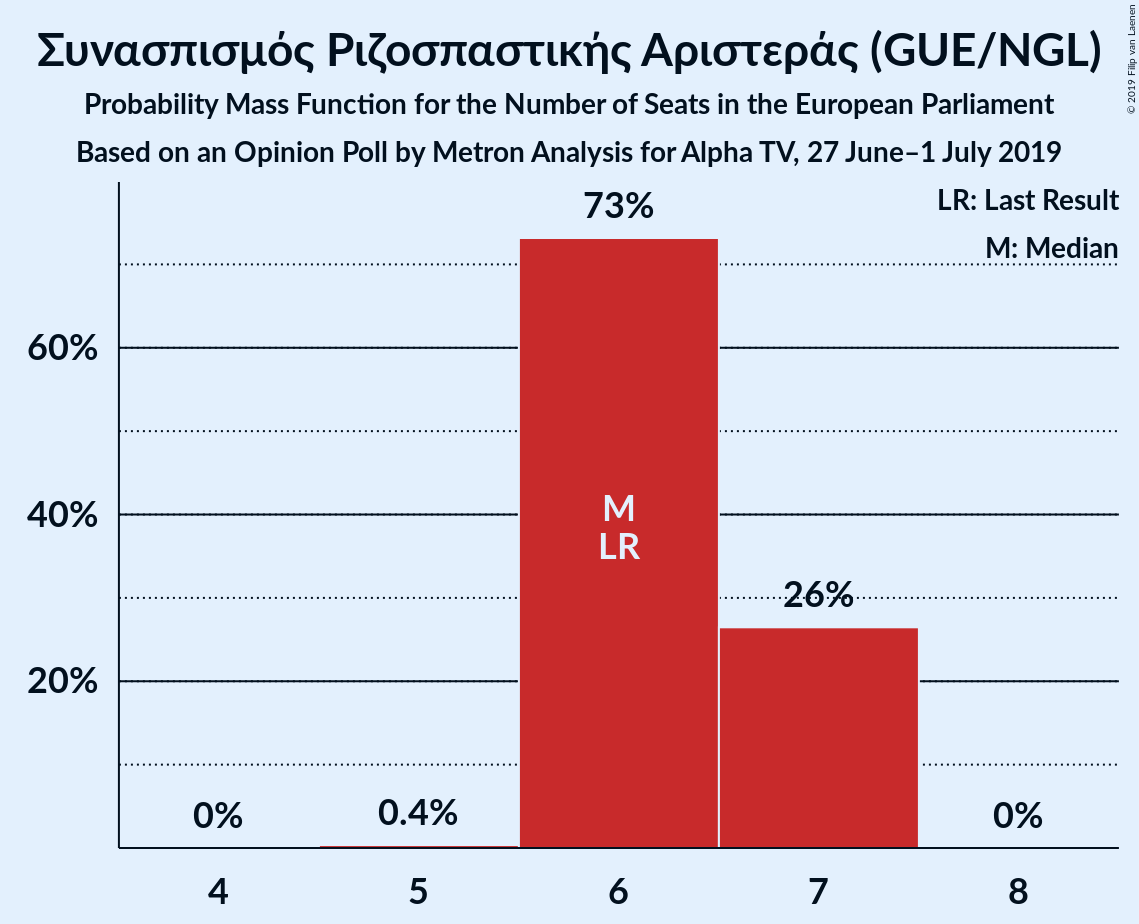 Συνασπισμός Ριζοσπαστικής Αριστεράς (GUE/NGL)
Probability Mass Function for the Number of Seats in the European Parliament
Based on an Opinion Poll by Metron Analysis for Alpha TV, 27 June–1 July 2019
© 2019 Filip van Laenen
LR: Last Result
M: Median
73%
60%
40%
20%
M
LR
26%
0%
0.4%
0%
4
5
6
7
8